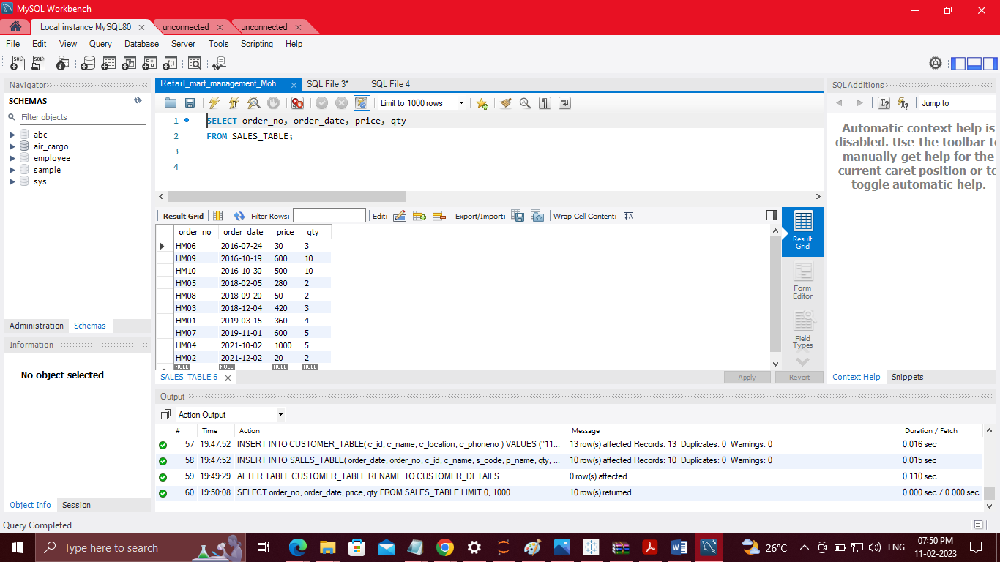 MySQL Workbench
Local instance MySQL80 unconnected unconnected
File Edit View Query Database Server Tools Scripting Help
Navigator
SCHEMAS
Filter objects
abc
air_cargo
employee
sample
sys
Administration Schemas
Information
No object selected
Object Info Session
Query Completed
Retail_mart_management_Moh... SQL File 3* SQL File 4
Limit to 1000 rows
1 SELECT order_no, order_date, price, qty
2 FROM SALES_TABLE;
3
4
Result Grid Filter Rows: Edit: Export/Import: Wrap Cell Content:
order_no order_date price qty
HM06 2016-07-24 30 3
HM09 2016-10-19 600 10
HM10 2016-10-30 500 10
HM05 2018-02-05 280 2
HM08 2018-09-20 50 2
HM03 2018-12-04 420 3
HM01 2019-03-15 360 4
HM07 2019-11-01 600 5
HM04 2021-10-02 1000 5
HM02 2021-12-02 20 2
NULL NULL NULL NULL
Result
Grid
Form
Editor
Field
Types
SALES_TABLE 6 Apply Revert
SQLAdditions
Jump to
Automatic context help is
disabled. Use the toolbar to
manually get help for the
current caret position or to
toggle automatic help.
Context Help Snippets
Output
Action Output
# Time Action Message Duration / Fetch
57 19:47:52 INSERT INTO CUSTOMER_TABLE( c_id, c_name, c_location, c_phoneno ) VALUES ("11... 13 row(s) affected Records: 13 Duplicates: 0 Warnings: 0 0.016 sec
58 19:47:52 INSERT INTO SALES_TABLE( order_date, order_no, c_id, c_name, s_code, p_name, qty, ... 10 row(s) affected Records: 10 Duplicates: 0 Warnings: 0 0.015 sec
59 19:49:29 ALTER TABLE CUSTOMER_TABLE RENAME TO CUSTOMER_DETAILS 0 row(s) affected 0.110 sec
60 19:50:08 SELECT order_no, order_date, price, qty FROM SALES_TABLE LIMIT 0, 1000 10 row(s) returned 0.000 sec / 0.000 sec
Type here to search
26°C ENG 07:50 PM
11-02-2023